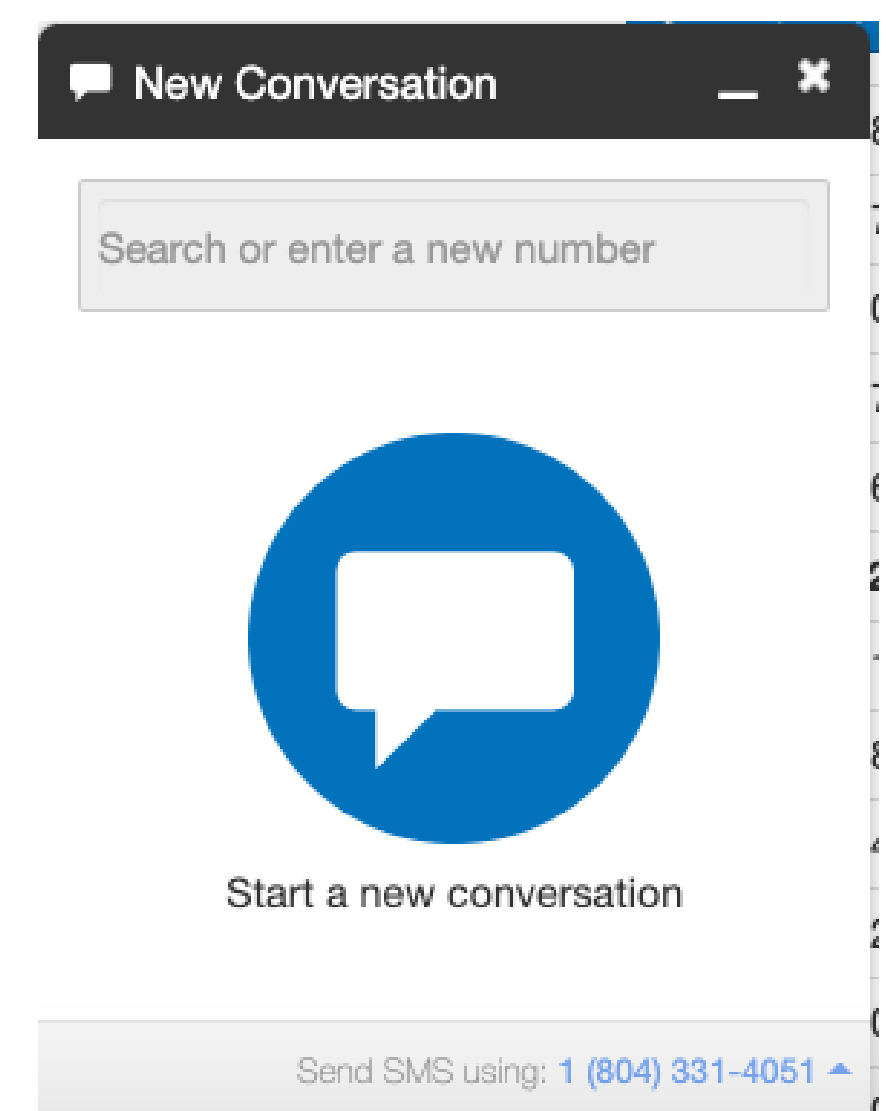 New Conversation
Search or enter a new number
Start a new conversation
Send SMS using: 1 (804) 331-4051